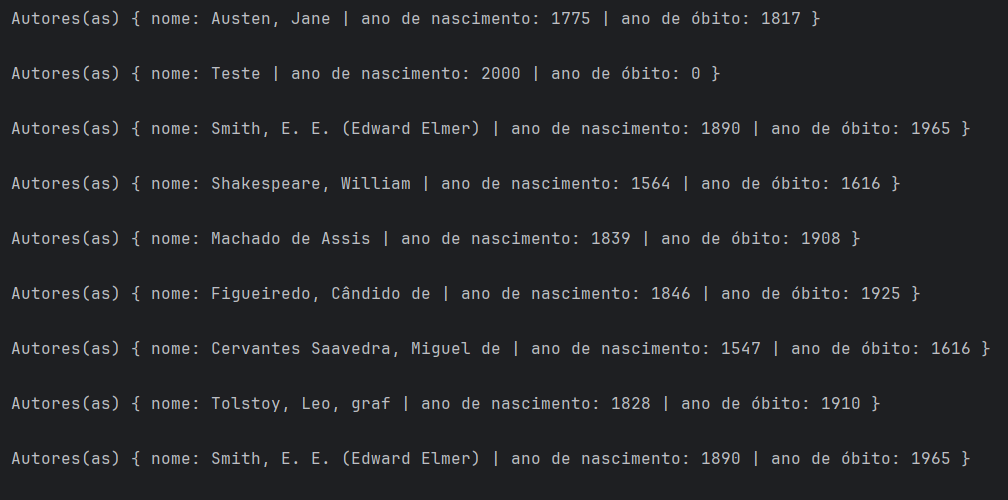 Autores(as) { nome: Austen, Jane | ano de nascimento: 1775 | ano de óbito: 1817 }
Autores(as) { nome: Teste | ano de nascimento: 2000 | ano de óbito: 0 }
Autores(as) { nome: Smith, E. E. (Edward Elmer) | ano de nascimento: 1890 | ano de óbito: 1965 }
Autores(as) { nome: Shakespeare, William | ano de nascimento: 1564 | ano de óbito: 1616 }
Autores(as) { nome: Machado de Assis | ano de nascimento: 1839 | ano de óbito: 1908 }
Autores(as) { nome: Figueiredo, Cândido de | ano de nascimento: 1846 | ano de óbito: 1925 }
Autores(as) { nome: Cervantes Saavedra, Miguel de | ano de nascimento: 1547 | ano de óbito: 1616 }
Autores(as) { nome: Tolstoy, Leo, graf | ano de nascimento: 1828 | ano de óbito: 1910 }
Autores(as) { nome: Smith, E. E. (Edward Elmer) | ano de nascimento: 1890 | ano de óbito: 1965 }